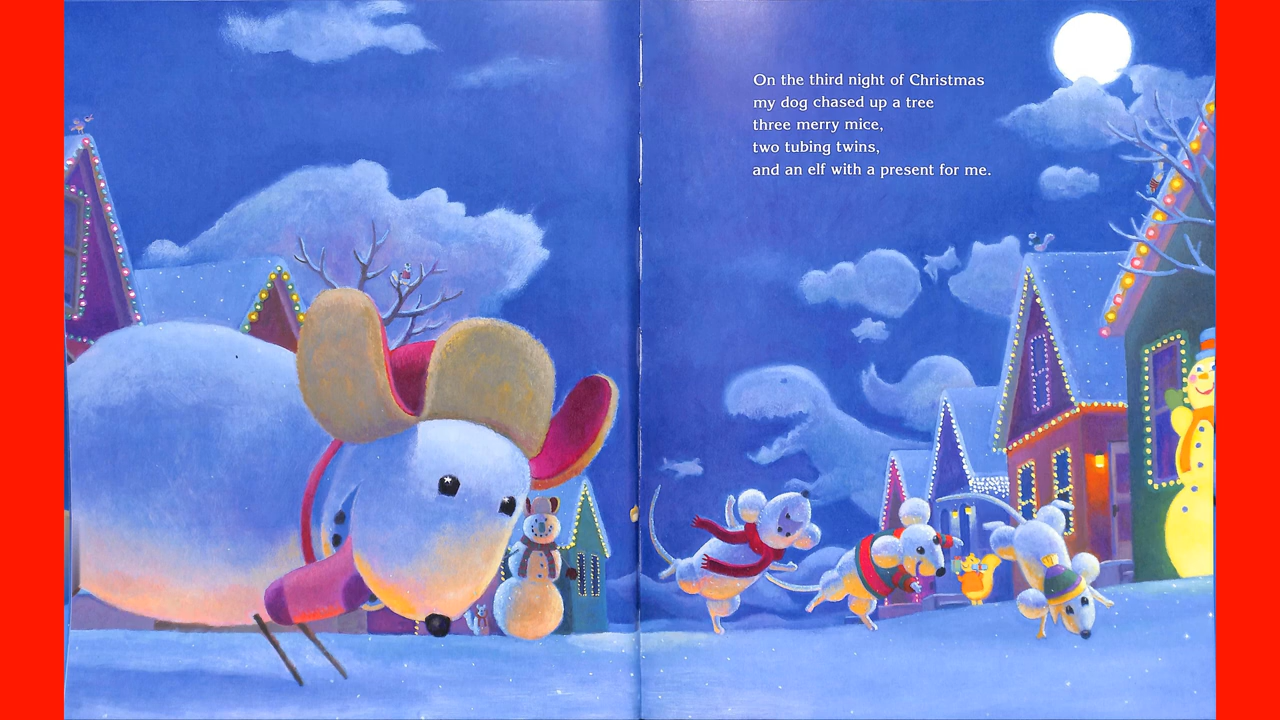 On the third night of Christmas
my dog chased up a tree
three merry mice,
two tubing twins,
and an elf with a present for me.